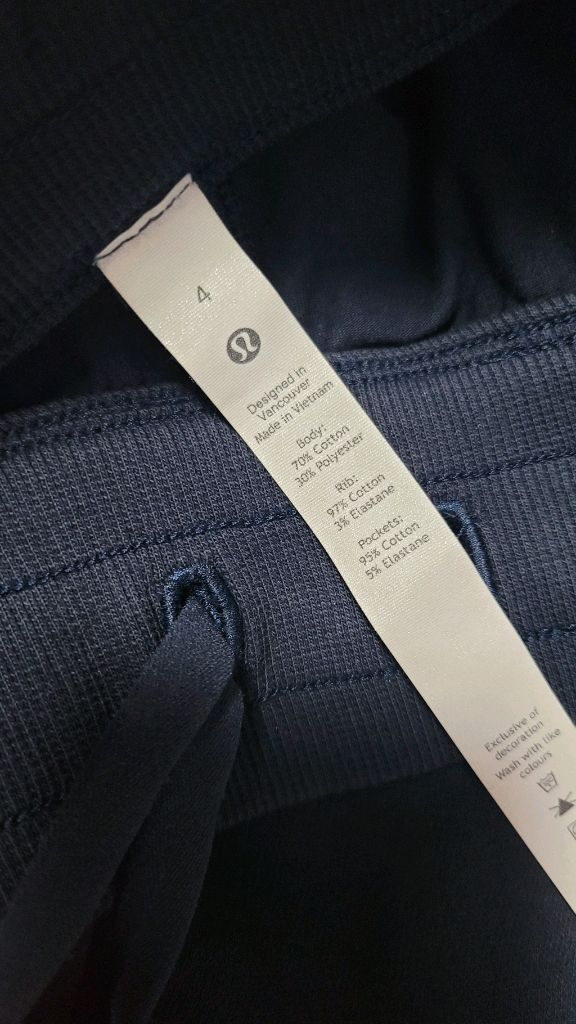 4
Designed in
Vancouver
Made in Vietnam
Body:
70% Cotton
30% Polyester
Rib:
97% Cotton
3% Elastane
Pockets:
95% Cotton
5% Elastane
Exclusive of
decoration
Wash with like
colours